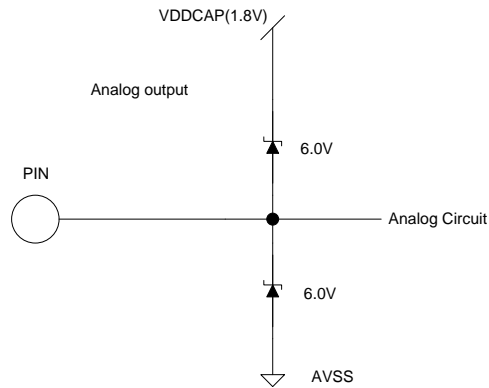 VDDCAP(1.8V)
Analog output
6.0V
PIN
Analog Circuit
6.0V
AVSS